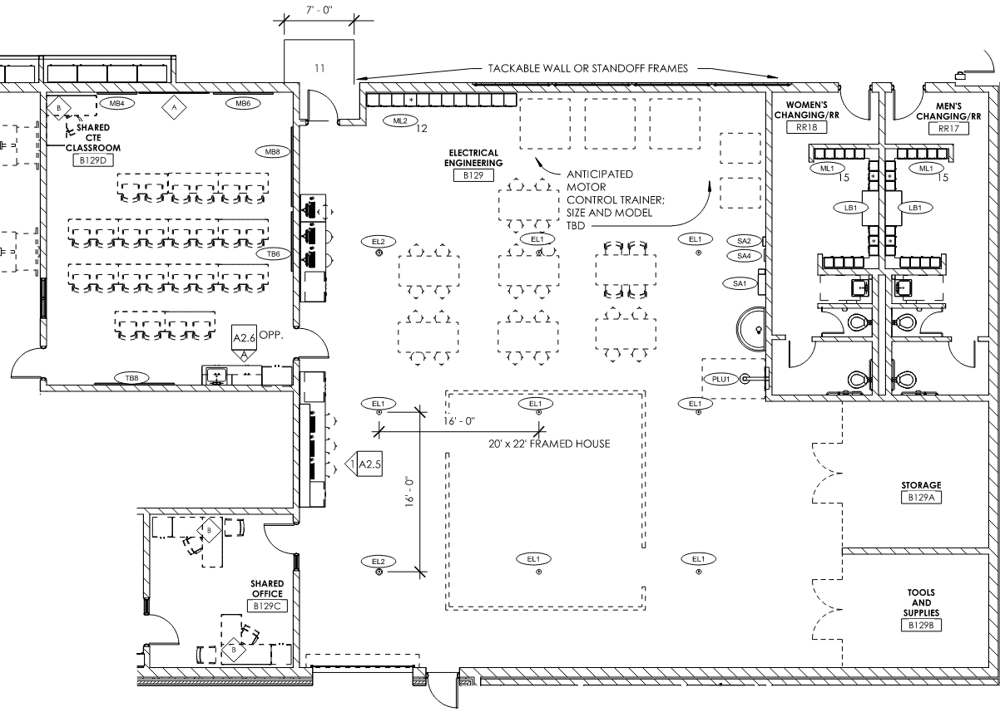 7' - 0"
11
TACKABLE WALL OR STANDOFF FRAMES
B
MB4
A
MB6
SHARED
CTE
CLASSROOM
B129D
MB8
*
ML2
12
ELECTRICAL
ENGINEERING
B129
WOMEN'S
CHANGING/RR
RR18
MEN'S
CHANGING/RR
RR17
ANTICIPATED
MOTOR
CONTROL TRAINER;
SIZE AND MODEL
TBD
ML1
15
ML1
15
*
*
LB1
LB1
*
*
TB6
EL2
EL1
EL1
SA2
SA4
SA1
A2.6
A
OPP.
TB8
PLU1
EL1
EL1
EL1
16' - 0"
20' x 22' FRAMED HOUSE
1
A2.5
16' - 0"
STORAGE
B129A
B
EL2
EL1
EL1
SHARED
OFFICE
B129C
TOOLS
AND
SUPPLIES
B129B
B